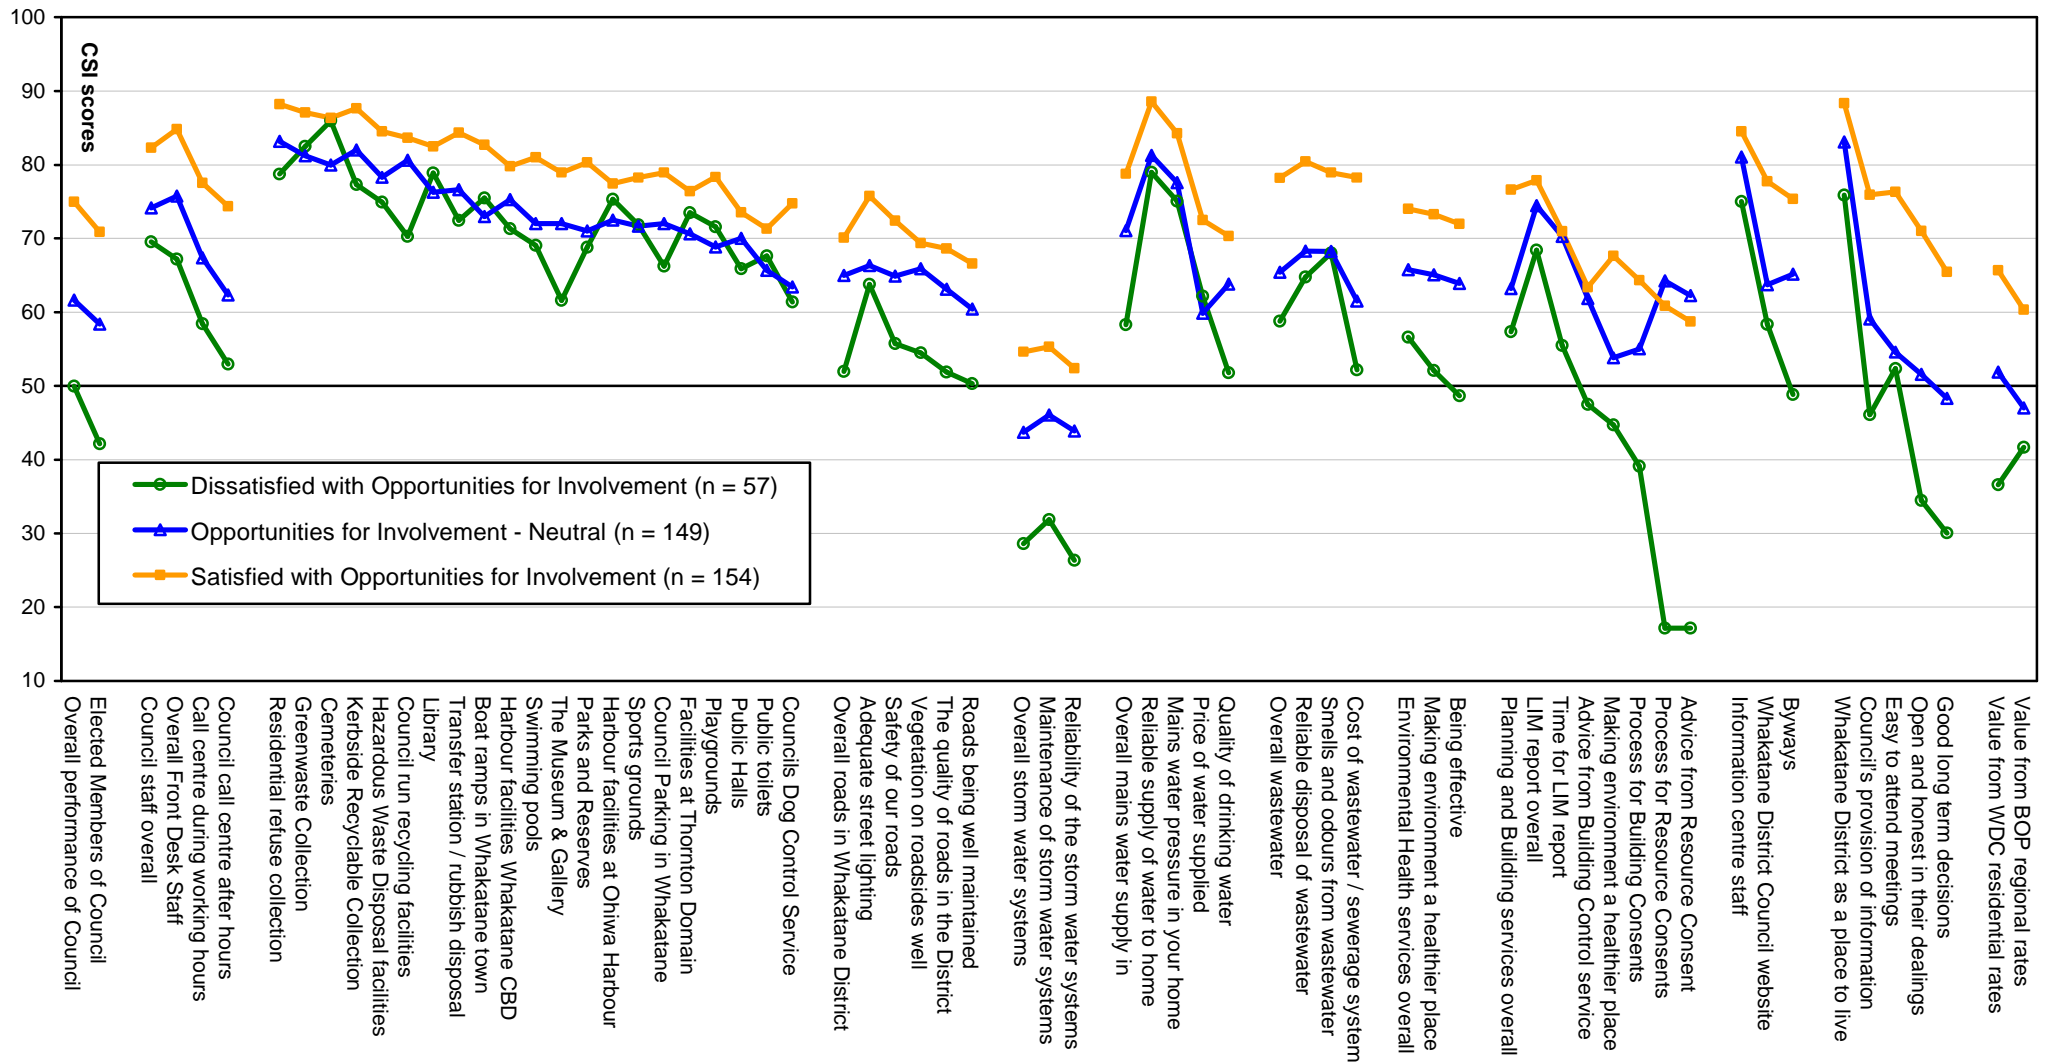 100
90
80
70
60
50
40
30
20
10
CSI scores
Dissatisfied with Opportunities for Involvement (n = 57)
Opportunities for Involvement - Neutral (n = 149)
Satisfied with Opportunities for Involvement (n = 154)
Overall performance of Council
Elected Members of Council
Council staff overall
Overall Front Desk Staff
Call centre during working hours
Council call centre after hours
Residential refuse collection
Greenwaste Collection
Cemeteries
Kerbside Recyclable Collection
Hazardous Waste Disposal facilities
Council run recycling facilities
Library
Transfer station / rubbish disposal
Boat ramps in Whakatane town
Harbour facilities Whakatane CBD
Swimming pools
The Museum & Gallery
Parks and Reserves
Harbour facilities at Ohiwa Harbour
Sports grounds
Council Parking in Whakatane
Facilities at Thornton Domain
Playgrounds
Public Halls
Public toilets
Councils Dog Control Service
Overall roads in Whakatane District
Adequate street lighting
Safety of our roads
Vegetation on roadsides well
The quality of roads in the District
Roads being well maintained
Overall storm water systems
Maintenance of storm water systems
Reliability of the storm water systems
Overall mains water supply in
Reliable supply of water to home
Mains water pressure in your home
Price of water supplied
Quality of drinking water
Overall wastewater
Reliable disposal of wastewater
Smells and odours from wastewater
Cost of wastewater / sewerage system
Environmental Health services overall
Making environment a healthier place
Being effective
Planning and Building services overall
LIM report overall
Time for LIM report
Advice from Building Control service
Making environment a healthier place
Process for Building Consents
Process for Resource Consents
Advice from Resource Consent
Information centre staff
Whakatane District Council website
Byways
Whakatane District as a place to live
Council's provision of information
Easy to attend meetings
Open and honest in their dealings
Good long term decisions
Value from WDC residential rates
Value from BOP regional rates